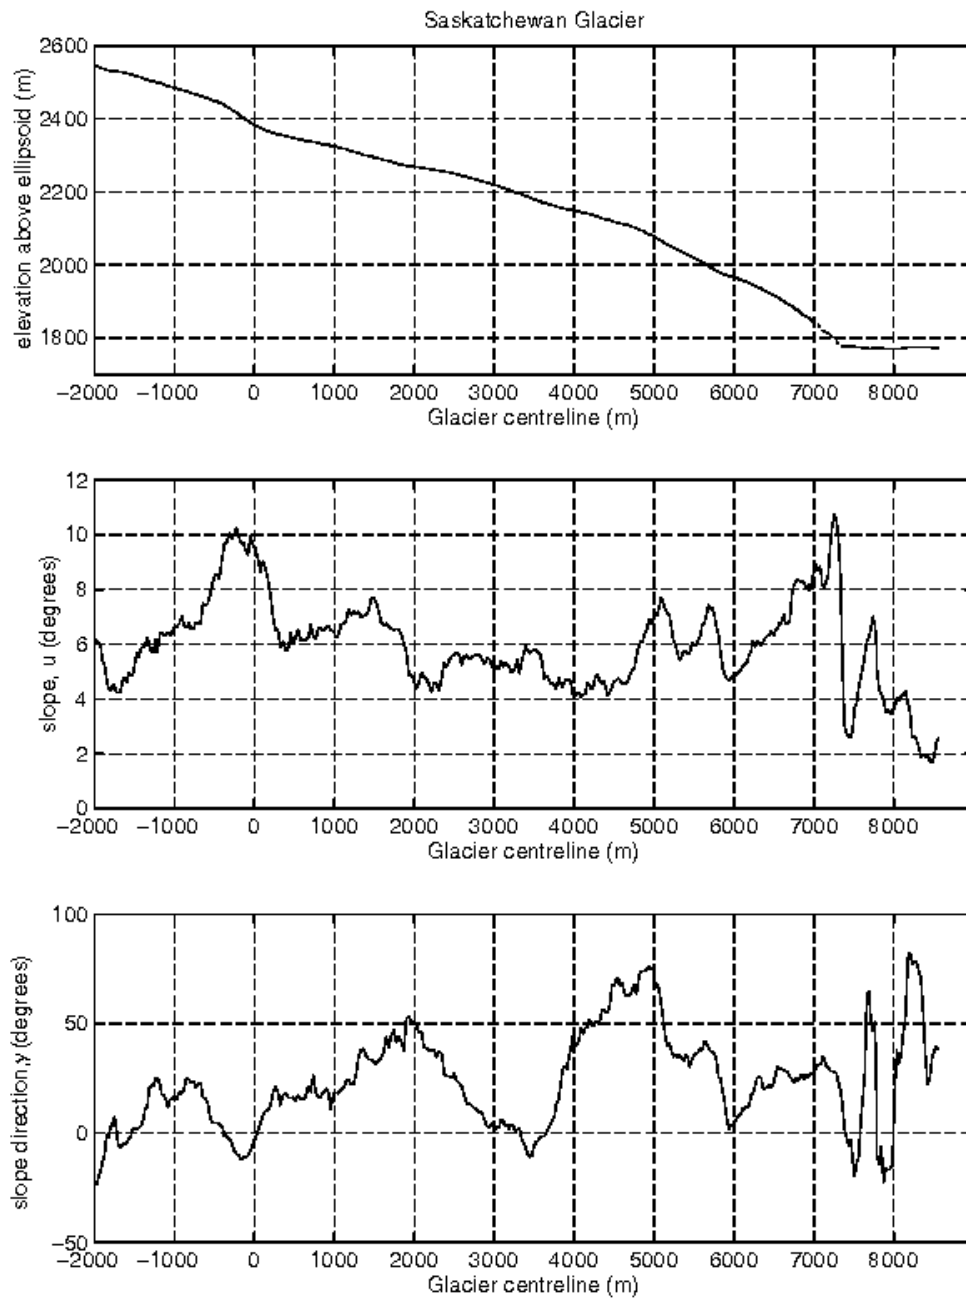 Saskatchewan Glacier
elevation above ellipsoid (m)
2600
2400
2200
2000
1800
−2000 −1000 0 1000 2000 3000 4000 5000 6000 7000 8000
Glacier centreline (m)
slope, u (degrees)
12
10
8
6
4
2
0
−2000 −1000 0 1000 2000 3000 4000 5000 6000 7000 8000
Glacier centreline (m)
slope direction,γ (degrees)
100
50
0
−50
−2000 −1000 0 1000 2000 3000 4000 5000 6000 7000 8000
Glacier centreline (m)